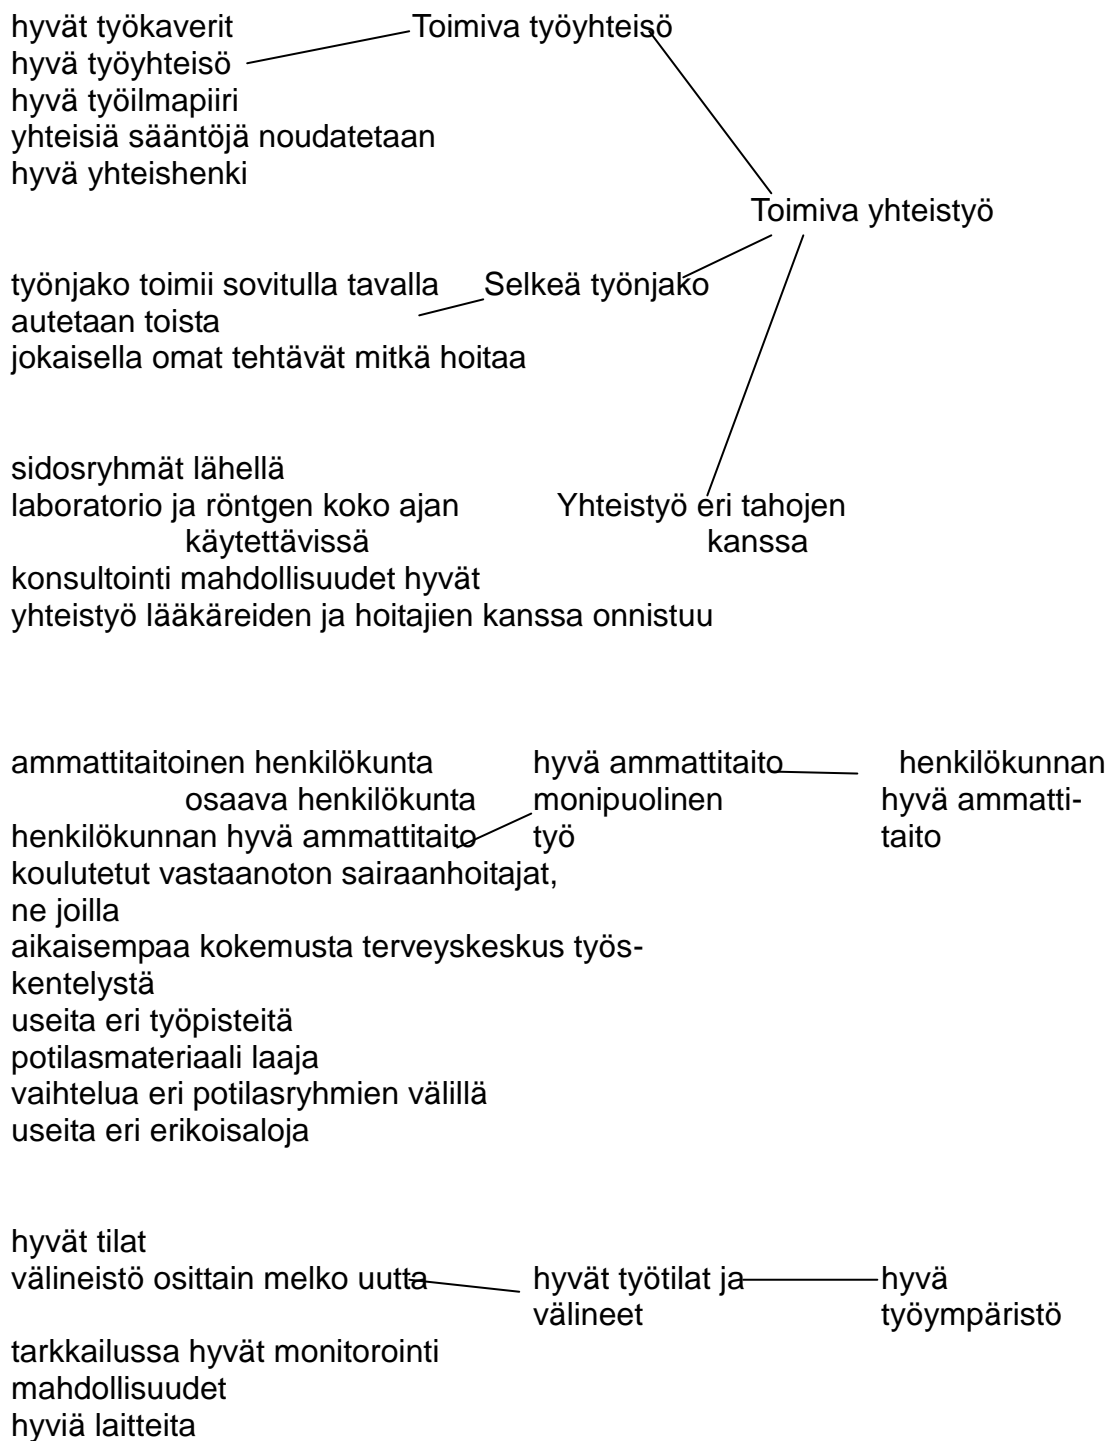 hyvät työkaverit Toimiva työyhteisö
hyvä työyhteisö
hyvä työilmapiiri
yhteisiä sääntöjä noudatetaan
hyvä yhteishenki
Toimiva yhteistyö
työnjako toimii sovitulla tavalla Selkeä työnjako
autetaan toista
jokaisella omat tehtävät mitkä hoitaa
sidosryhmät lähellä
laboratorio ja röntgen koko ajan Yhteistyö eri tahojen
käytettävissä kanssa
konsultointi mahdollisuudet hyvät
yhteistyö lääkäreiden ja hoitajien kanssa onnistuu
ammattitaitoinen henkilökunta hyvä ammattitaito henkilökunnan
osaava henkilökunta monipuolinen hyvä ammatti-
henkilökunnan hyvä ammattitaito työ taito
koulutetut vastaanoton sairaanhoitajat,
ne joilla
aikaisempaa kokemusta terveyskeskus työs-
kentelystä
useita eri työpisteitä
potilasmateriaali laaja
vaihtelua eri potilasryhmien välillä
useita eri erikoisaloja
hyvät tilat
välineistö osittain melko uutta hyvät työtilat ja hyvä
välineet työympäristö
tarkkailussa hyvät monitorointi
mahdollisuudet
hyviä laitteita